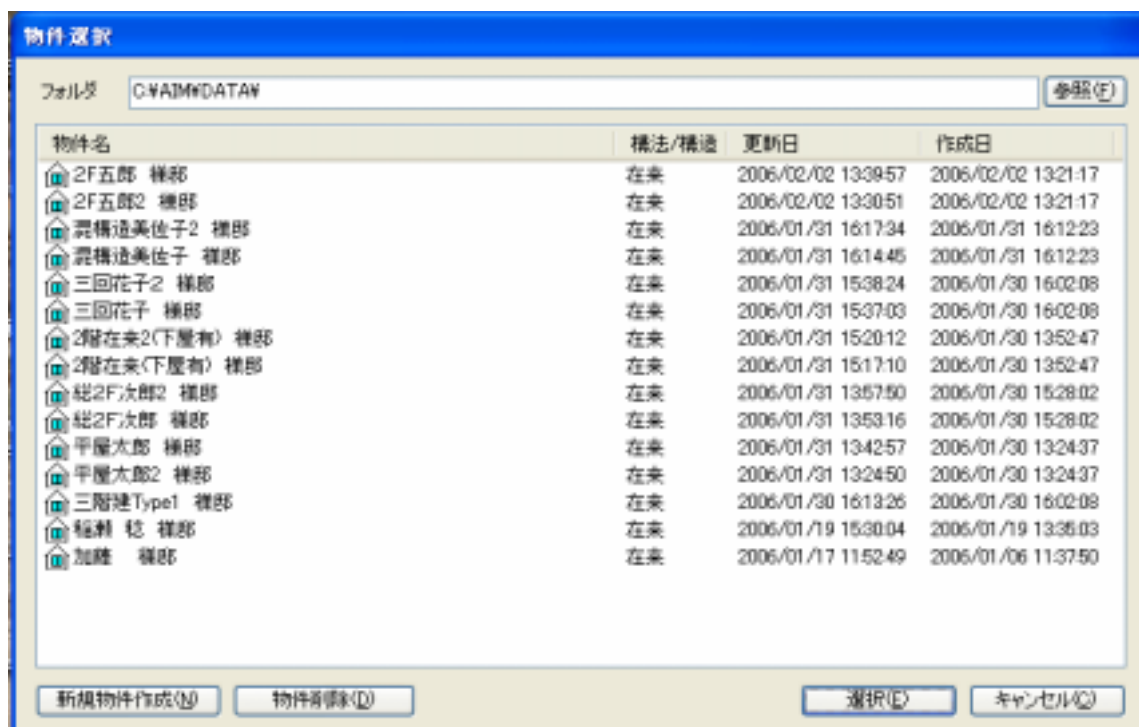 物件選択
フォルダ C:¥AIM¥DATA¥ 参照(F)
物件名 構法/構造 更新日 作成日
2F五郎 様邸 在来 2006/02/02 13:39:57 2006/02/02 13:21:17
2F五郎2 様邸 在来 2006/02/02 13:30:51 2006/02/02 13:21:17
混構造美佐子2 様邸 在来 2006/01/31 16:17:34 2006/01/31 16:12:23
混構造美佐子 様邸 在来 2006/01/31 16:14:45 2006/01/31 16:12:23
三回花子2 様邸 在来 2006/01/31 15:38:24 2006/01/30 16:02:08
三回花子 様邸 在来 2006/01/31 15:37:03 2006/01/30 16:02:08
2階在来2(下屋有) 様邸 在来 2006/01/31 15:20:12 2006/01/30 13:52:47
2階在来(下屋有) 様邸 在来 2006/01/31 15:17:10 2006/01/30 13:52:47
総2F次郎2 様邸 在来 2006/01/31 13:57:50 2006/01/30 15:28:02
総2F次郎 様邸 在来 2006/01/31 13:53:16 2006/01/30 15:28:02
平屋太郎 様邸 在来 2006/01/31 13:42:57 2006/01/30 13:24:37
平屋太郎2 様邸 在来 2006/01/31 13:24:50 2006/01/30 13:24:37
三階建Type1 様邸 在来 2006/01/30 16:13:26 2006/01/30 16:02:08
稲瀬 稔 様邸 在来 2006/01/19 15:30:04 2006/01/19 13:35:03
加藤 様邸 在来 2006/01/17 11:52:49 2006/01/06 11:37:50
新規物件作成(N) 物件削除(D) 選択(E) キャンセル(C)